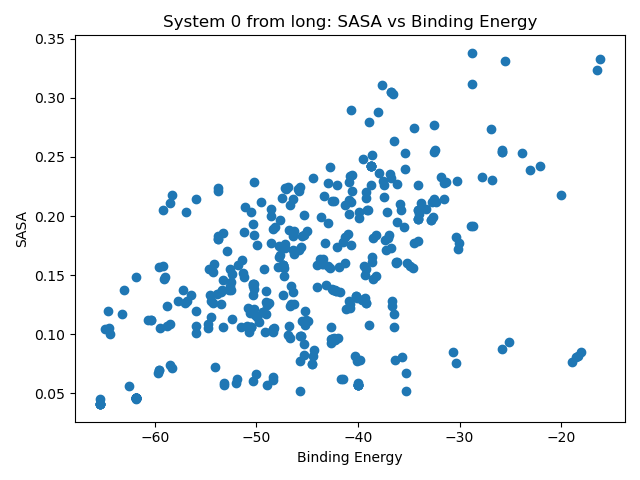 System 0 from long: SASA vs Binding Energy
0.35
0.30
0.25
0.20
0.15
0.10
0.05
SASA
−60 −50 −40 −30 −20
Binding Energy